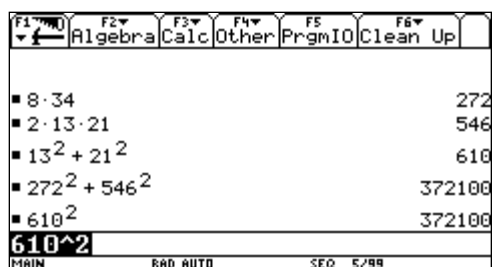 F1 F2 F3 F4 F5 F6
Algebra Calc Other PrgmIO Clean Up
▪ 8·34 272
▪ 2·13·21 546
▪ 13² + 21² 610
▪ 272² + 546² 372100
▪ 610² 372100
610^2
MAIN RAD AUTO SEQ 5/99